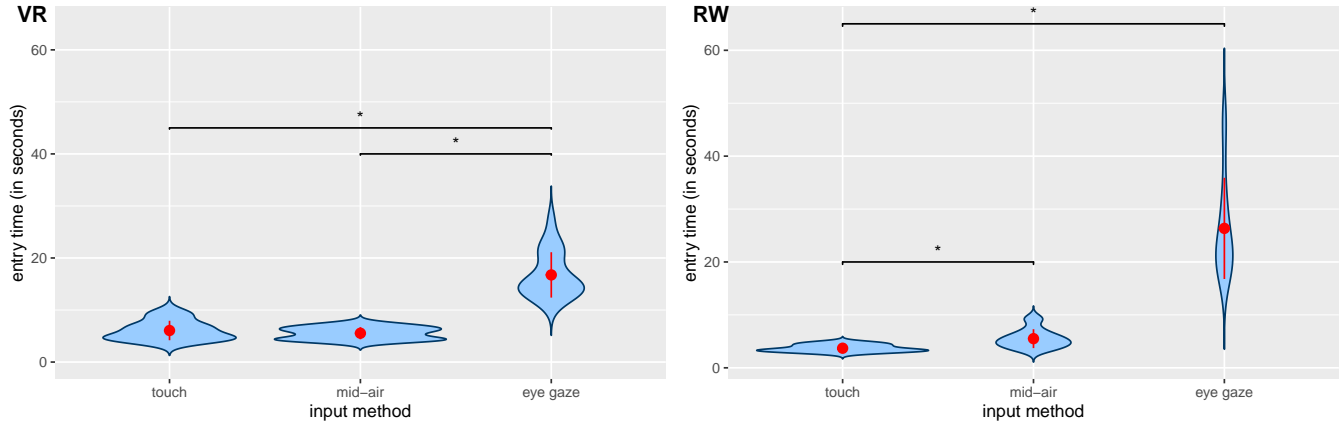 VR
entry time (in seconds)
60
40
20
0
*
*
touch
mid−air
eye gaze
input method
RW
entry time (in seconds)
60
40
20
0
*
*
touch
mid−air
eye gaze
input method